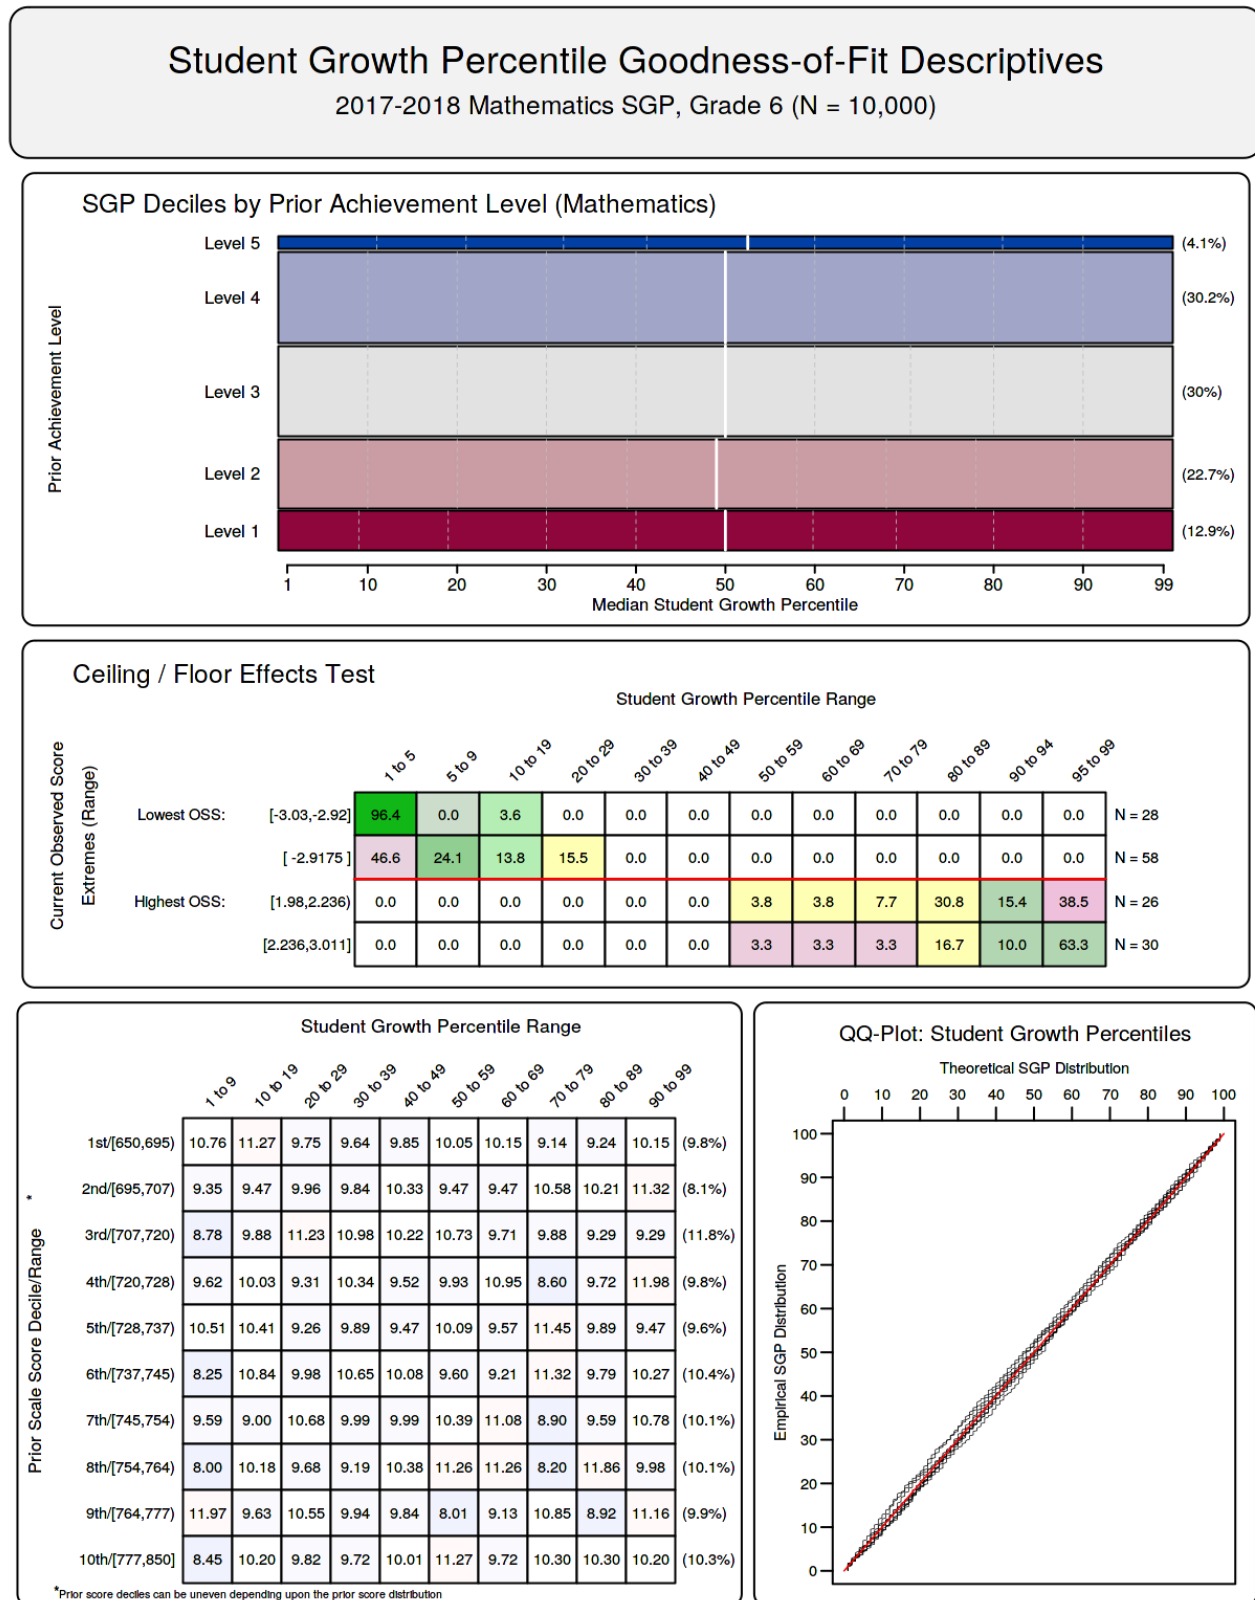 Student Growth Percentile Goodness-of-Fit Descriptives
2017-2018 Mathematics SGP, Grade 6 (N = 10,000)
SGP Deciles by Prior Achievement Level (Mathematics)
Prior Achievement Level
Level 5 (4.1%)
Level 4 (30.2%)
Level 3 (30%)
Level 2 (22.7%)
Level 1 (12.9%)
1 10 20 30 40 50 60 70 80 90 99
Median Student Growth Percentile
Ceiling / Floor Effects Test
Student Growth Percentile Range
Current Observed Score
Extremes (Range)
1 to 5 5 to 9 10 to 19 20 to 29 30 to 39 40 to 49 50 to 59 60 to 69 70 to 79 80 to 89 90 to 94 95 to 99
Lowest OSS: [-3.03,-2.92] 96.4 0.0 3.6 0.0 0.0 0.0 0.0 0.0 0.0 0.0 0.0 0.0 N = 28
[ -2.9175 ] 46.6 24.1 13.8 15.5 0.0 0.0 0.0 0.0 0.0 0.0 0.0 0.0 N = 58
Highest OSS: [1.98,2.236) 0.0 0.0 0.0 0.0 0.0 0.0 3.8 3.8 7.7 30.8 15.4 38.5 N = 26
[2.236,3.011] 0.0 0.0 0.0 0.0 0.0 0.0 3.3 3.3 3.3 16.7 10.0 63.3 N = 30
Student Growth Percentile Range
Prior Scale Score Decile/Range *
1 to 9 10 to 19 20 to 29 30 to 39 40 to 49 50 to 59 60 to 69 70 to 79 80 to 89 90 to 99
1st/[650,695) 10.76 11.27 9.75 9.64 9.85 10.05 10.15 9.14 9.24 10.15 (9.8%)
2nd/[695,707) 9.35 9.47 9.96 9.84 10.33 9.47 9.47 10.58 10.21 11.32 (8.1%)
3rd/[707,720) 8.78 9.88 11.23 10.98 10.22 10.73 9.71 9.88 9.29 9.29 (11.8%)
4th/[720,728) 9.62 10.03 9.31 10.34 9.52 9.93 10.95 8.60 9.72 11.98 (9.8%)
5th/[728,737) 10.51 10.41 9.26 9.89 9.47 10.09 9.57 11.45 9.89 9.47 (9.6%)
6th/[737,745) 8.25 10.84 9.98 10.65 10.08 9.60 9.21 11.32 9.79 10.27 (10.4%)
7th/[745,754) 9.59 9.00 10.68 9.99 9.99 10.39 11.08 8.90 9.59 10.78 (10.1%)
8th/[754,764) 8.00 10.18 9.68 9.19 10.38 11.26 11.26 8.20 11.86 9.98 (10.1%)
9th/[764,777) 11.97 9.63 10.55 9.94 9.84 8.01 9.13 10.85 8.92 11.16 (9.9%)
10th/[777,850] 8.45 10.20 9.82 9.72 10.01 11.27 9.72 10.30 10.30 10.20 (10.3%)
*Prior score deciles can be uneven depending upon the prior score distribution
QQ-Plot: Student Growth Percentiles
Theoretical SGP Distribution
0 10 20 30 40 50 60 70 80 90 100
Empirical SGP Distribution
100
90
80
70
60
50
40
30
20
10
0